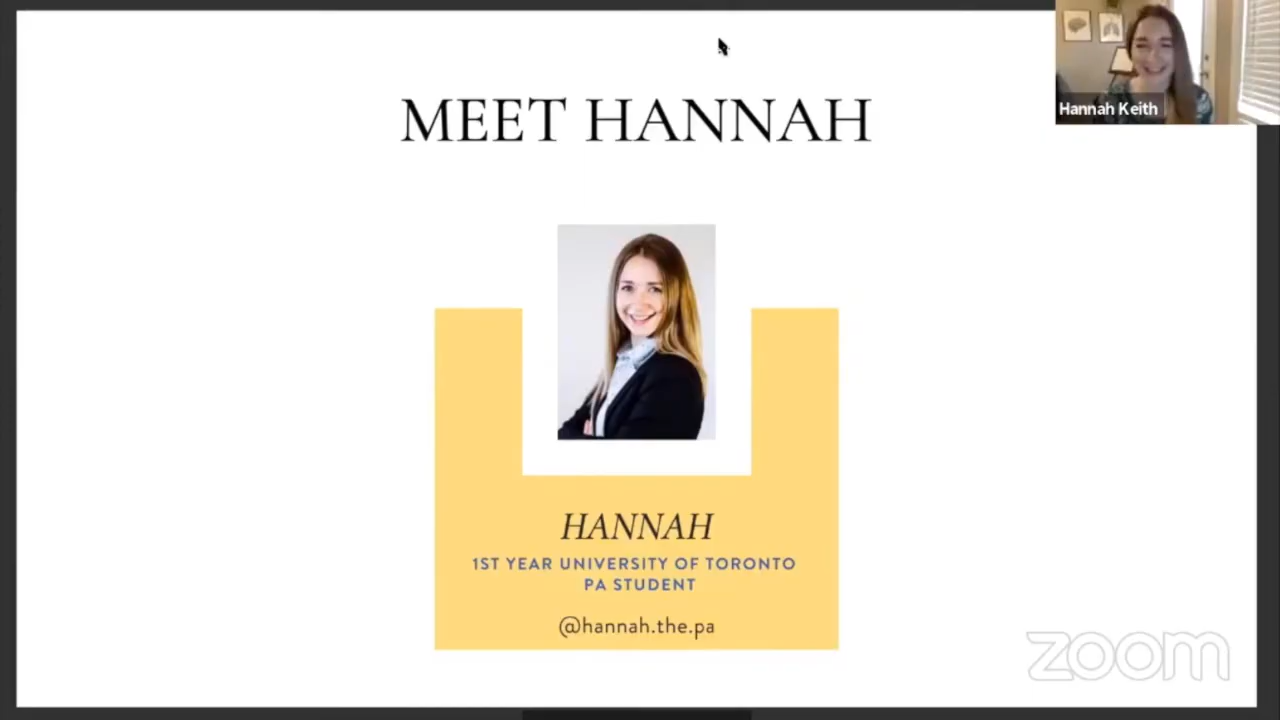 MEET HANNAH
Hannah Keith
HANNAH
1ST YEAR UNIVERSITY OF TORONTO
PA STUDENT
@hannah.the.pa
zoom